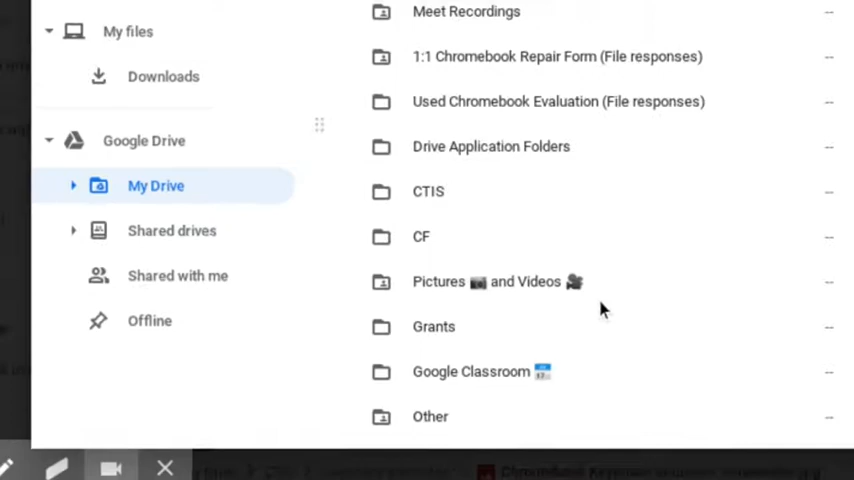 My files
Downloads
Google Drive
My Drive
Shared drives
Shared with me
Offline
Meet Recordings
--
1:1 Chromebook Repair Form (File responses)
--
Used Chromebook Evaluation (File responses)
--
Drive Application Folders
--
CTIS
--
CF
--
Pictures 📷 and Videos 🎥
--
Grants
--
Google Classroom 📅
--
Other
--